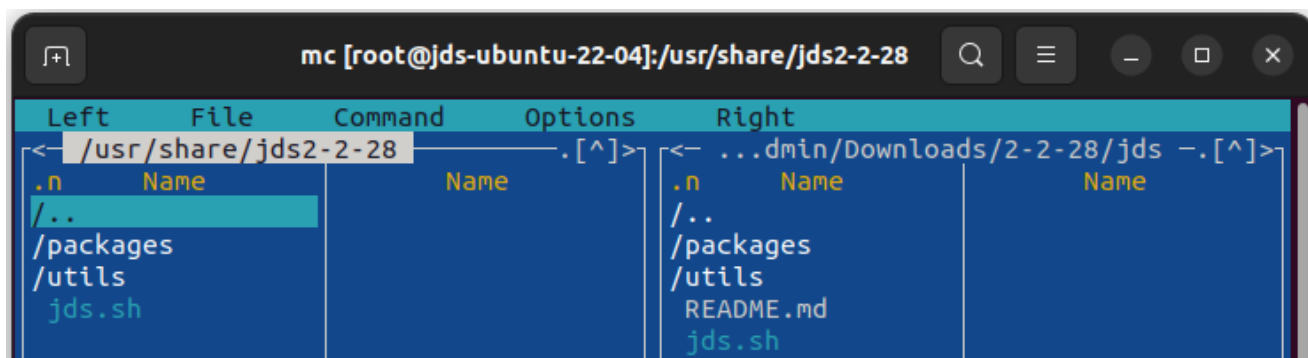 mc [root@jds-ubuntu-22-04]:/usr/share/jds2-2-28
Left File Command Options Right
<─ /usr/share/jds2-2-28 ─.[^]> <─ ...dmin/Downloads/2-2-28/jds ─.[^]>
.n Name Name .n Name Name
/.. /..
/packages /packages
/utils /utils
jds.sh README.md
jds.sh